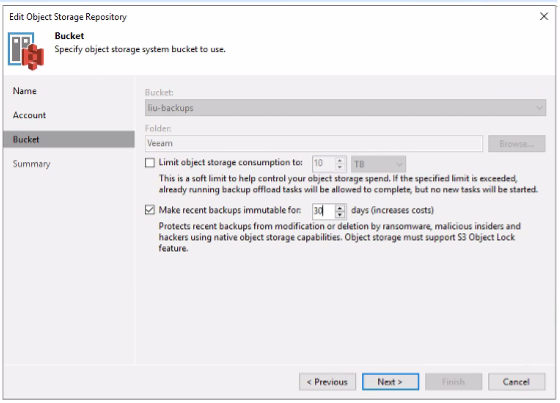 Edit Object Storage Repository
Bucket
Specify object storage system bucket to use.
Name
Account
Bucket
Summary
Bucket:
liu-backups
Folder:
Veeam
Browse...
Limit object storage consumption to: 10 TB
This is a soft limit to help control your object storage spend. If the specified limit is exceeded,
already running backup offload tasks will be allowed to complete, but no new tasks will be started.
Make recent backups immutable for: 30 days (increases costs)
Protects recent backups from modification or deletion by ransomware, malicious insiders and
hackers using native object storage capabilities. Object storage must support S3 Object Lock
feature.
< Previous
Next >
Finish
Cancel